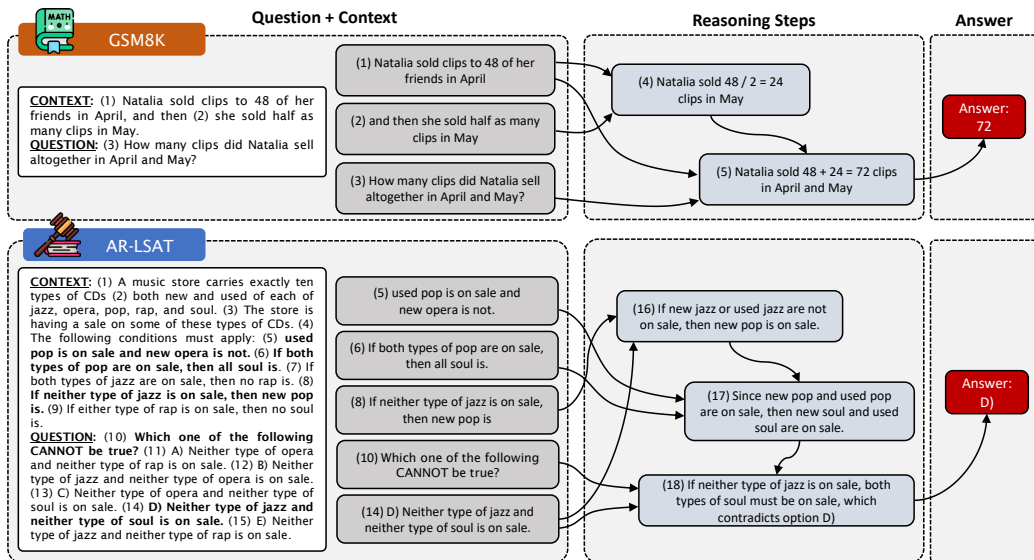 Question + Context
Reasoning Steps
Answer
MATH
GSM8K
CONTEXT: (1) Natalia sold clips to 48 of her
friends in April, and then (2) she sold half as
many clips in May.
QUESTION: (3) How many clips did Natalia sell
altogether in April and May?
(1) Natalia sold clips to 48 of her
friends in April
(2) and then she sold half as many
clips in May.
(3) How many clips did Natalia sell
altogether in April and May?
(4) Natalia sold 48 / 2 = 24
clips in May
(5) Natalia sold 48 + 24 = 72 clips
in April and May
Answer:
72
AR-LSAT
CONTEXT: (1) A music store carries exactly ten
types of CDs (2) both new and used of each of
jazz, opera, pop, rap, and soul. (3) The store is
having a sale on some of these types of CDs. (4)
The following conditions must apply: (5) used
pop is on sale and new opera is not. (6) If both
types of pop are on sale, then all soul is. (7) If
both types of jazz are on sale, then no rap is. (8)
If neither type of jazz is on sale, then new pop
is. (9) If either type of rap is on sale, then no soul
is.
QUESTION: (10) Which one of the following
CANNOT be true? (11) A) Neither type of opera
and neither type of rap is on sale. (12) B) Neither
type of jazz and neither type of opera is on sale.
(13) C) Neither type of opera and neither type of
soul is on sale. (14) D) Neither type of jazz and
neither type of soul is on sale. (15) E) Neither
type of jazz and neither type of rap is on sale.
(5) used pop is on sale and
new opera is not.
(6) If both types of pop are on sale,
then all soul is.
(8) If neither type of jazz is on sale,
then new pop is
(10) Which one of the following
CANNOT be true?
(14) D) Neither type of jazz and
neither type of soul is on sale.
(16) If new jazz or used jazz are not
on sale, then new pop is on sale.
(17) Since new pop and used pop
are on sale, then new soul and used
soul are on sale.
(18) If neither type of jazz is on sale, both
types of soul must be on sale, which
contradicts option D)
Answer:
D)